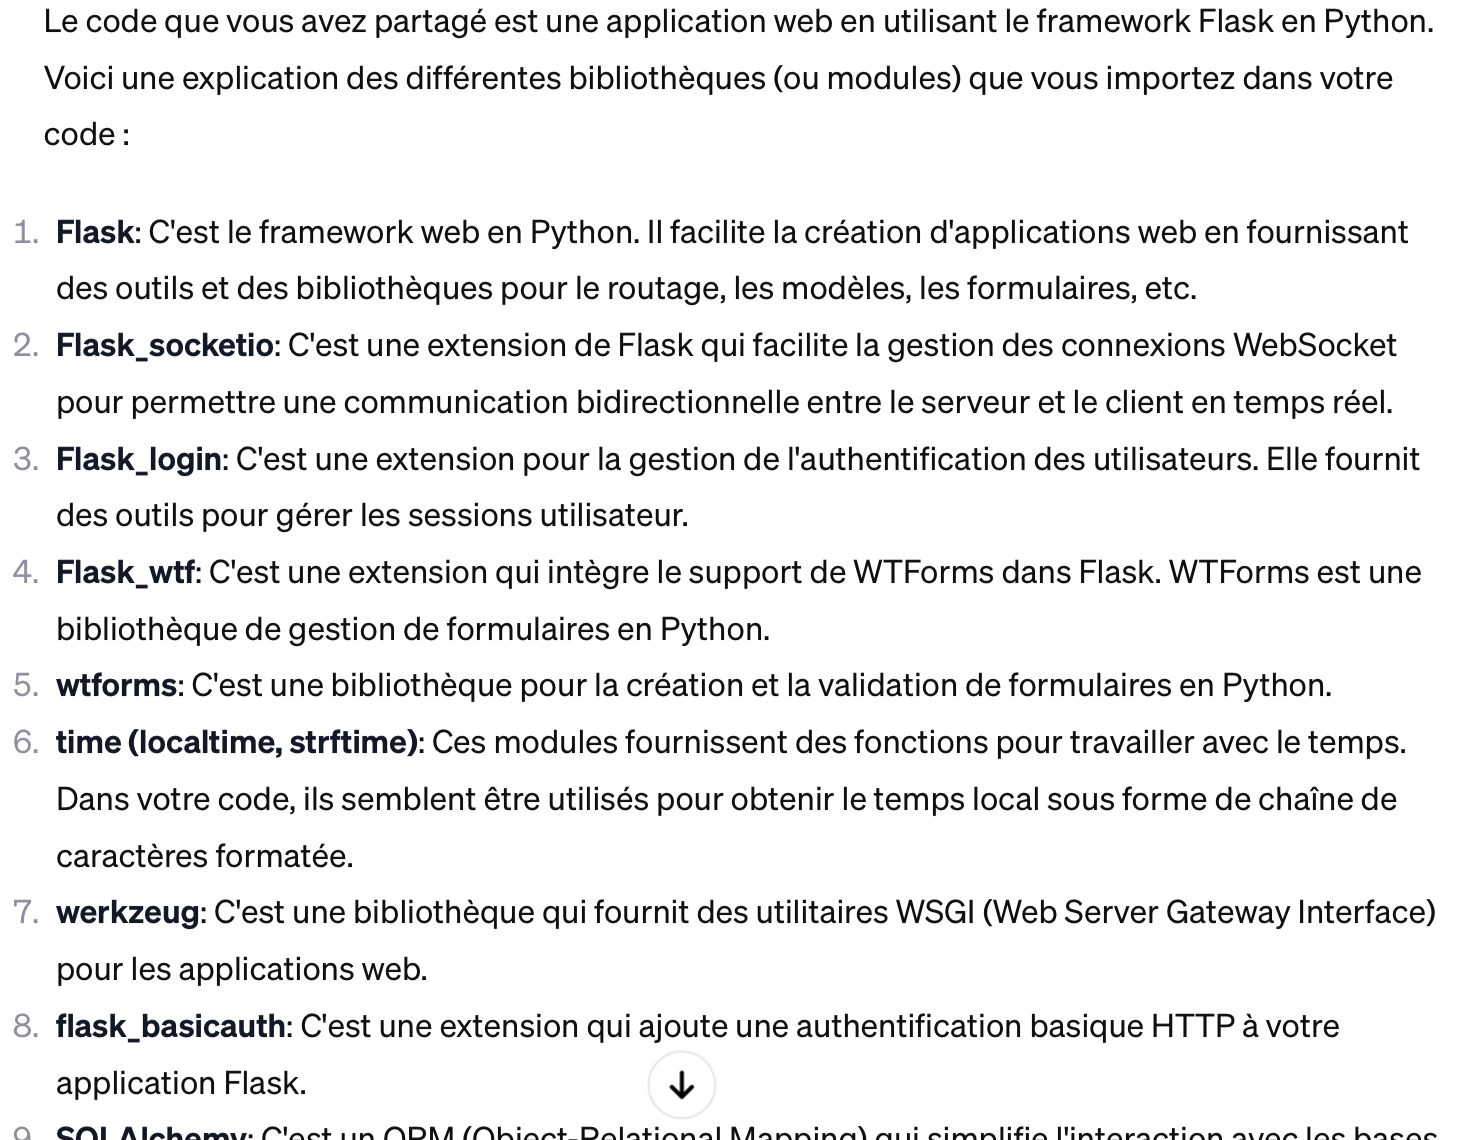 Le code que vous avez partagé est une application web en utilisant le framework Flask en Python.
Voici une explication des différentes bibliothèques (ou modules) que vous importez dans votre
code :
1. Flask: C'est le framework web en Python. Il facilite la création d'applications web en fournissant
des outils et des bibliothèques pour le routage, les modèles, les formulaires, etc.
2. Flask_socketio: C'est une extension de Flask qui facilite la gestion des connexions WebSocket
pour permettre une communication bidirectionnelle entre le serveur et le client en temps réel.
3. Flask_login: C'est une extension pour la gestion de l'authentification des utilisateurs. Elle fournit
des outils pour gérer les sessions utilisateur.
4. Flask_wtf: C'est une extension qui intègre le support de WTForms dans Flask. WTForms est une
bibliothèque de gestion de formulaires en Python.
5. wtforms: C'est une bibliothèque pour la création et la validation de formulaires en Python.
6. time (localtime, strftime): Ces modules fournissent des fonctions pour travailler avec le temps.
Dans votre code, ils semblent être utilisés pour obtenir le temps local sous forme de chaîne de
caractères formatée.
7. werkzeug: C'est une bibliothèque qui fournit des utilitaires WSGI (Web Server Gateway Interface)
pour les applications web.
8. flask_basicauth: C'est une extension qui ajoute une authentification basique HTTP à votre
application Flask.
9. SQLAlchemy: C'est un ORM (Object-Relational Mapping) qui simplifie l'interaction avec les bases